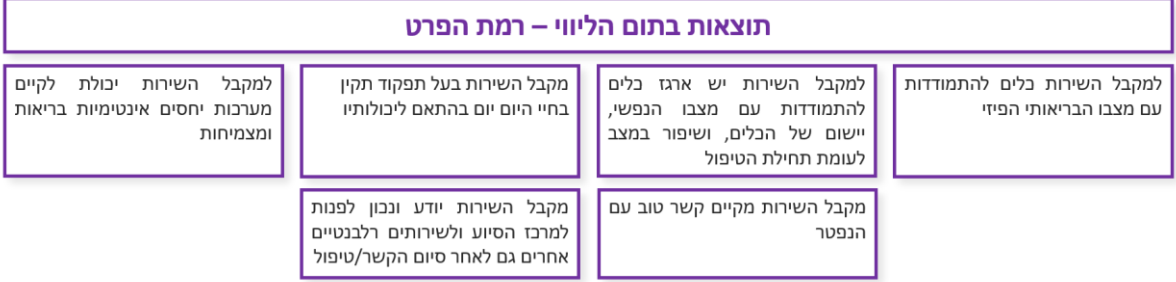 תוצאות בתום הליווי – רמת הפרט
למקבל השירות כלים להתמודדות
עם מצבו הבריאותי הפיזי
למקבל השירות יש ארגז כלים
להתמודדות עם מצבו הנפשי,
יישום של הכלים, ושיפור במצב
לעומת תחילת הטיפול
מקבל השירות בעל תפקוד תקין
בחיי היום יום בהתאם ליכולותיו
למקבל השירות יכולת לקיים
מערכות יחסים אינטימיות בריאות
ומצמיחות
מקבל השירות מקיים קשר טוב עם
הנפטר
מקבל השירות יודע ונכון לפנות
למרכז הסיוע ולשירותים רלבנטיים
אחרים גם לאחר סיום הקשר/טיפול